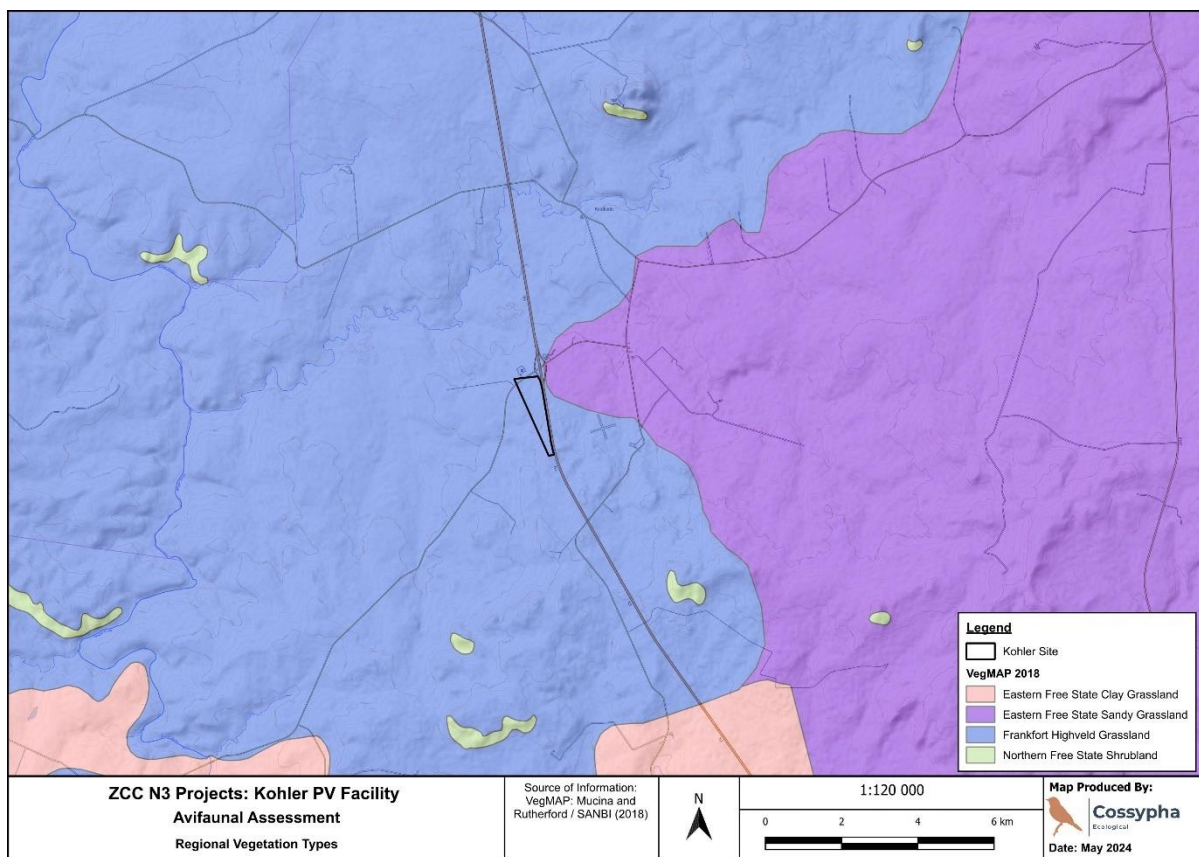 Legend
Kohler Site
VegMAP 2018
Eastern Free State Clay Grassland
Eastern Free State Sandy Grassland
Frankfort Highveld Grassland
Northern Free State Shrubland
ZCC N3 Projects: Kohler PV Facility
Avifaunal Assessment
Regional Vegetation Types
Source of Information:
VegMAP: Mucina and
Rutherford / SANBI (2018)
N
1:120 000
0 2 4 6 km
Map Produced By:
Cossypha
Ecological
Date: May 2024